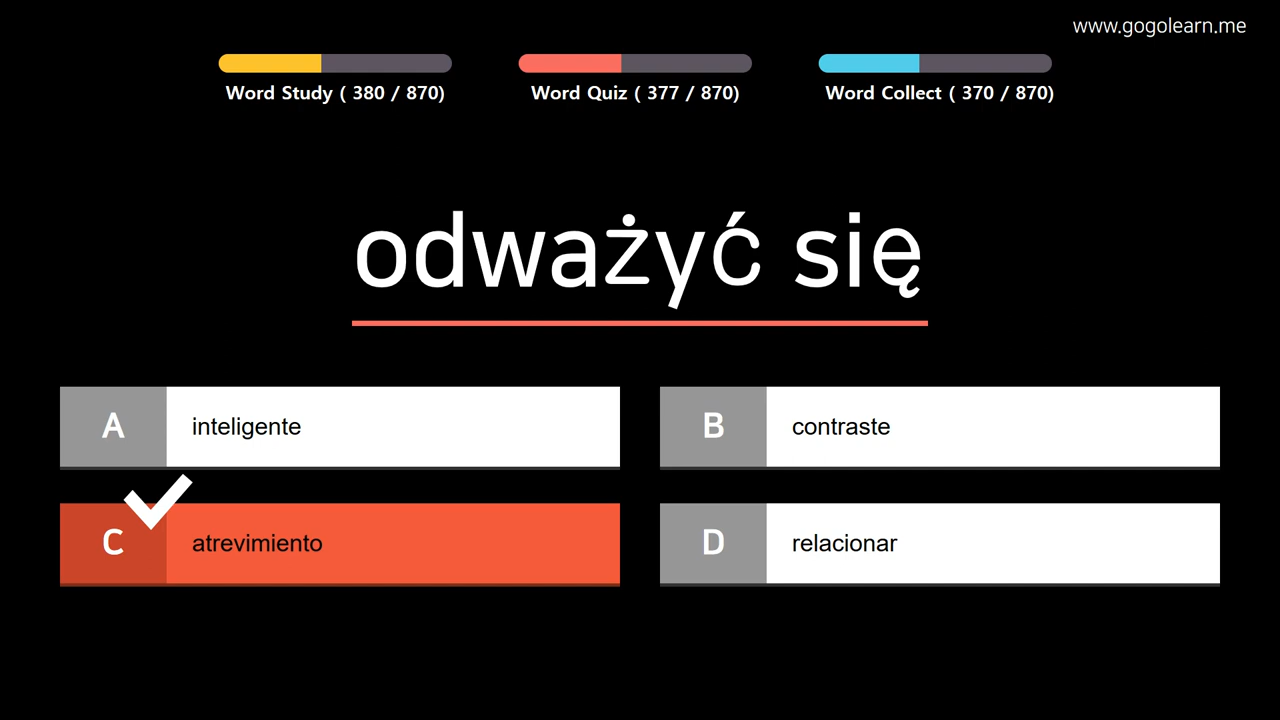 www.gogolearn.me
Word Study ( 380 / 870)
Word Quiz ( 377 / 870)
Word Collect ( 370 / 870)
odważyć się
A inteligente
B contraste
C atrevimiento
D relacionar